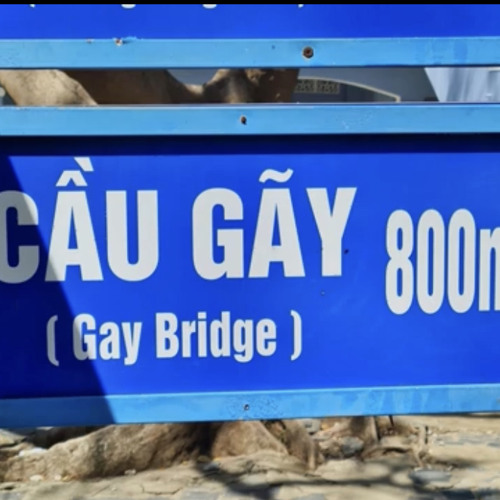 CẦU GÃY 800m
( Gay Bridge )